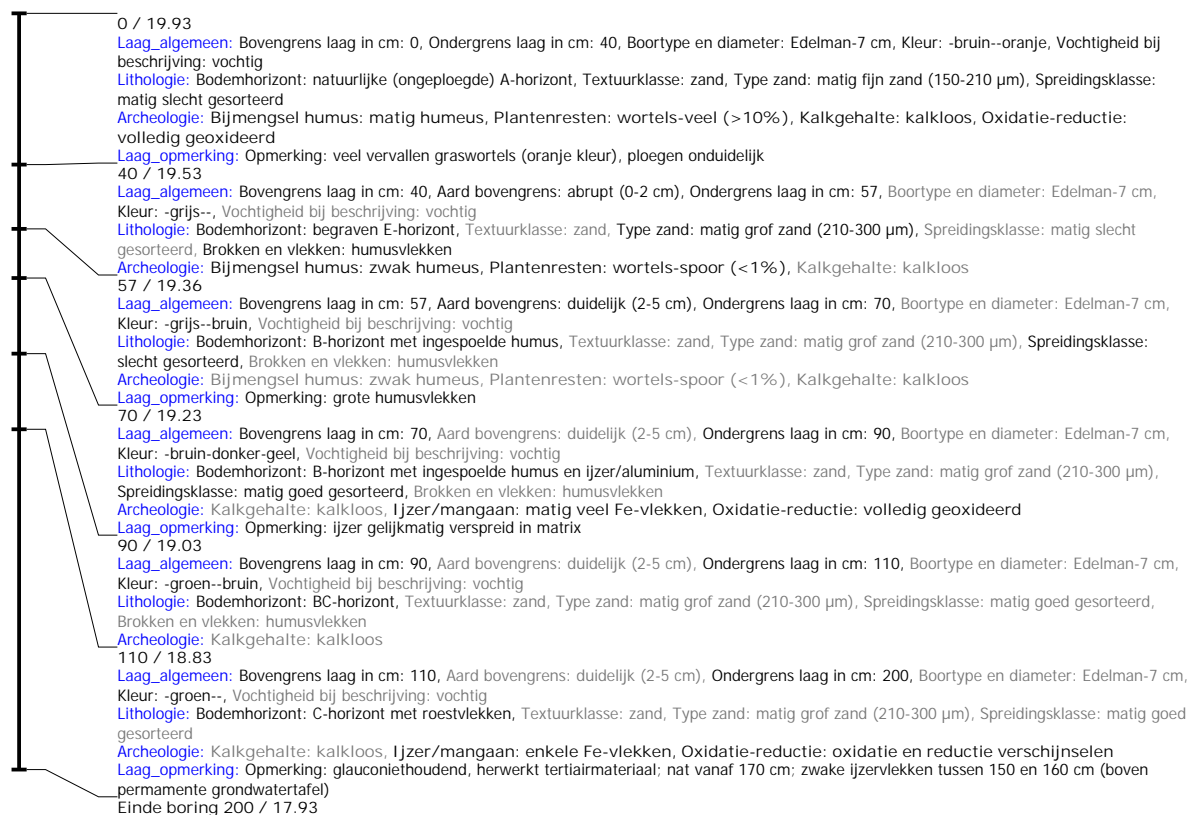 0 / 19.93
Laag_algemeen: Bovengrens laag in cm: 0, Ondergrens laag in cm: 40, Boortype en diameter: Edelman-7 cm, Kleur: -bruin--oranje, Vochtigheid bij
beschrijving: vochtig
Lithologie: Bodemhorizont: natuurlijke (ongeploegde) A-horizont, Textuurklasse: zand, Type zand: matig fijn zand (150-210 µm), Spreidingsklasse:
matig slecht gesorteerd
Archeologie: Bijmengsel humus: matig humeus, Plantenresten: wortels-veel (>10%), Kalkgehalte: kalkloos, Oxidatie-reductie:
volledig geoxideerd
Laag_opmerking: Opmerking: veel vervallen graswortels (oranje kleur), ploegen onduidelijk
40 / 19.53
Laag_algemeen: Bovengrens laag in cm: 40, Aard bovengrens: abrupt (0-2 cm), Ondergrens laag in cm: 57, Boortype en diameter: Edelman-7 cm,
Kleur: -grijs--, Vochtigheid bij beschrijving: vochtig
Lithologie: Bodemhorizont: begraven E-horizont, Textuurklasse: zand, Type zand: matig grof zand (210-300 µm), Spreidingsklasse: matig slecht
gesorteerd, Brokken en vlekken: humusvlekken
Archeologie: Bijmengsel humus: zwak humeus, Plantenresten: wortels-spoor (<1%), Kalkgehalte: kalkloos
57 / 19.36
Laag_algemeen: Bovengrens laag in cm: 57, Aard bovengrens: duidelijk (2-5 cm), Ondergrens laag in cm: 70, Boortype en diameter: Edelman-7 cm,
Kleur: -grijs--bruin, Vochtigheid bij beschrijving: vochtig
Lithologie: Bodemhorizont: B-horizont met ingespoelde humus, Textuurklasse: zand, Type zand: matig grof zand (210-300 µm), Spreidingsklasse:
slecht gesorteerd, Brokken en vlekken: humusvlekken
Archeologie: Bijmengsel humus: zwak humeus, Plantenresten: wortels-spoor (<1%), Kalkgehalte: kalkloos
Laag_opmerking: Opmerking: grote humusvlekken
70 / 19.23
Laag_algemeen: Bovengrens laag in cm: 70, Aard bovengrens: duidelijk (2-5 cm), Ondergrens laag in cm: 90, Boortype en diameter: Edelman-7 cm,
Kleur: -bruin-donker-geel, Vochtigheid bij beschrijving: vochtig
Lithologie: Bodemhorizont: B-horizont met ingespoelde humus en ijzer/aluminium, Textuurklasse: zand, Type zand: matig grof zand (210-300 µm),
Spreidingsklasse: matig goed gesorteerd, Brokken en vlekken: humusvlekken
Archeologie: Kalkgehalte: kalkloos, Ijzer/mangaan: matig veel Fe-vlekken, Oxidatie-reductie: volledig geoxideerd
Laag_opmerking: Opmerking: ijzer gelijkmatig verspreid in matrix
90 / 19.03
Laag_algemeen: Bovengrens laag in cm: 90, Aard bovengrens: duidelijk (2-5 cm), Ondergrens laag in cm: 110, Boortype en diameter: Edelman-7 cm,
Kleur: -groen--bruin, Vochtigheid bij beschrijving: vochtig
Lithologie: Bodemhorizont: BC-horizont, Textuurklasse: zand, Type zand: matig grof zand (210-300 µm), Spreidingsklasse: matig goed gesorteerd,
Brokken en vlekken: humusvlekken
Archeologie: Kalkgehalte: kalkloos
110 / 18.83
Laag_algemeen: Bovengrens laag in cm: 110, Aard bovengrens: duidelijk (2-5 cm), Ondergrens laag in cm: 200, Boortype en diameter: Edelman-7 cm,
Kleur: -groen--, Vochtigheid bij beschrijving: vochtig
Lithologie: Bodemhorizont: C-horizont met roestvlekken, Textuurklasse: zand, Type zand: matig grof zand (210-300 µm), Spreidingsklasse: matig goed
gesorteerd
Archeologie: Kalkgehalte: kalkloos, Ijzer/mangaan: enkele Fe-vlekken, Oxidatie-reductie: oxidatie en reductie verschijnselen
Laag_opmerking: Opmerking: glauconiethoudend, herwerkt tertiairmateriaal; nat vanaf 170 cm; zwake ijzervlekken tussen 150 en 160 cm (boven
permamente grondwatertafel)
Einde boring 200 / 17.93